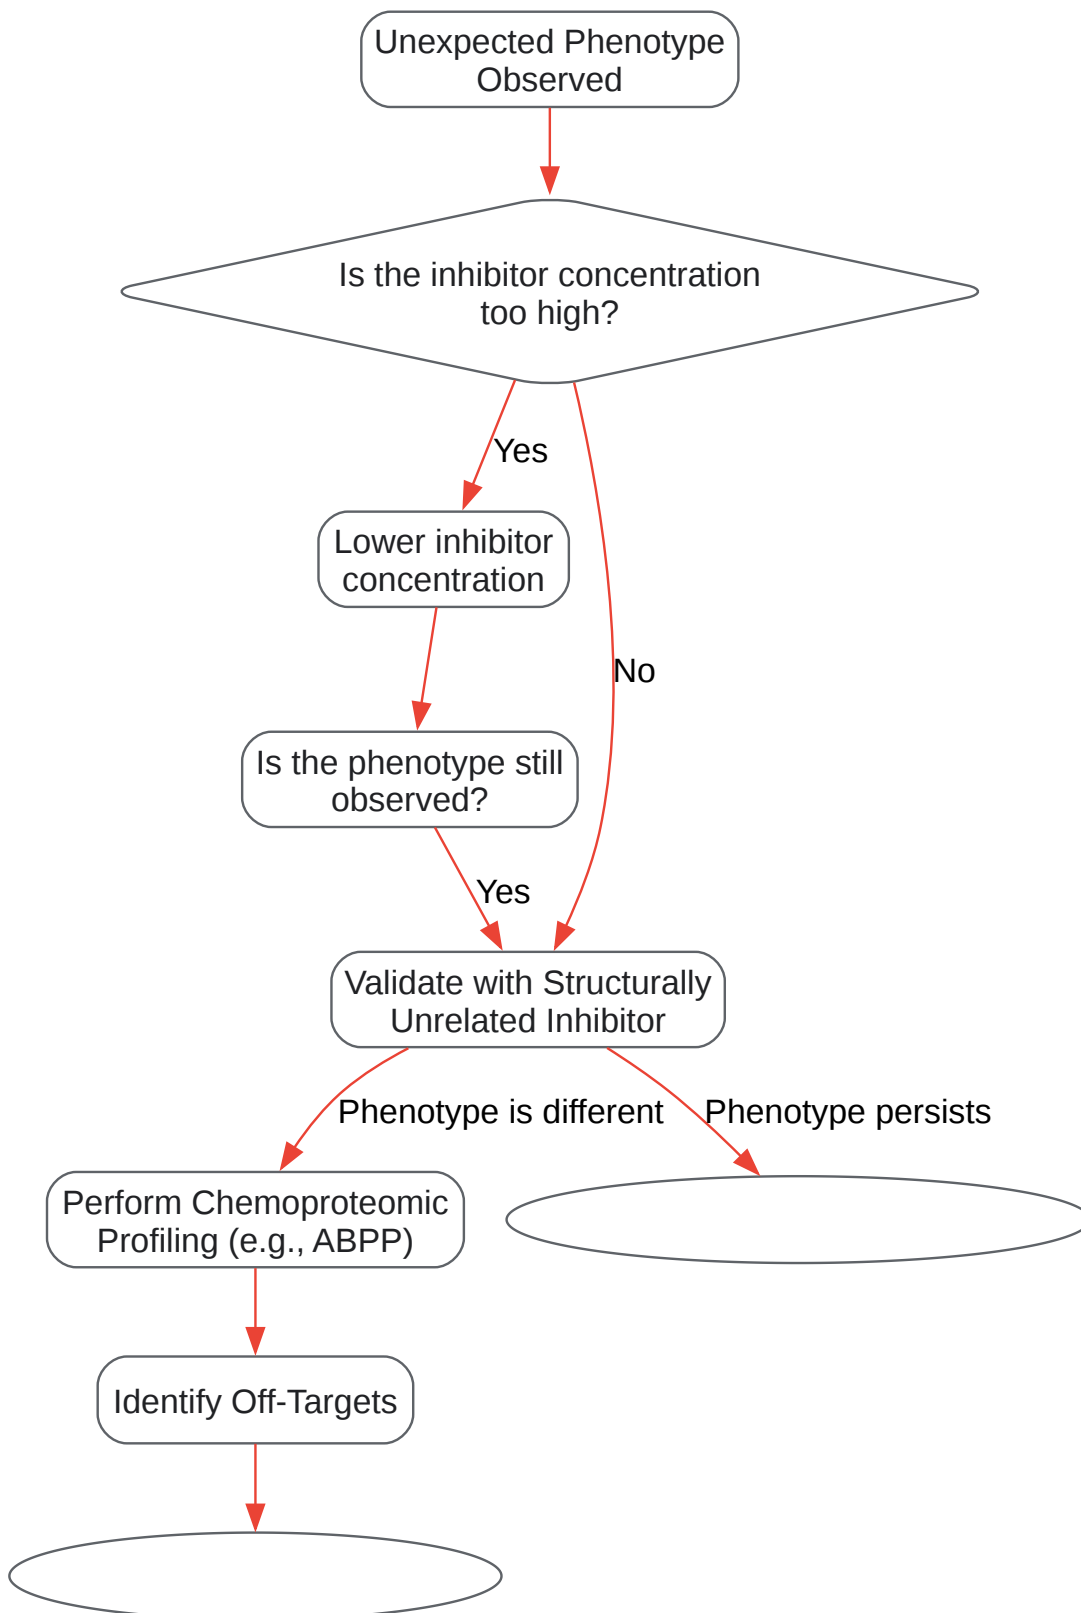 Unexpected Phenotype
Observed
Is the inhibitor concentration
too high?
Yes
Lower inhibitor
concentration
No
Is the phenotype still
observed?
Yes
Validate with Structurally
Unrelated Inhibitor
Phenotype is different
Phenotype persists
Perform Chemoproteomic
Profiling (e.g., ABPP)
Identify Off-Targets